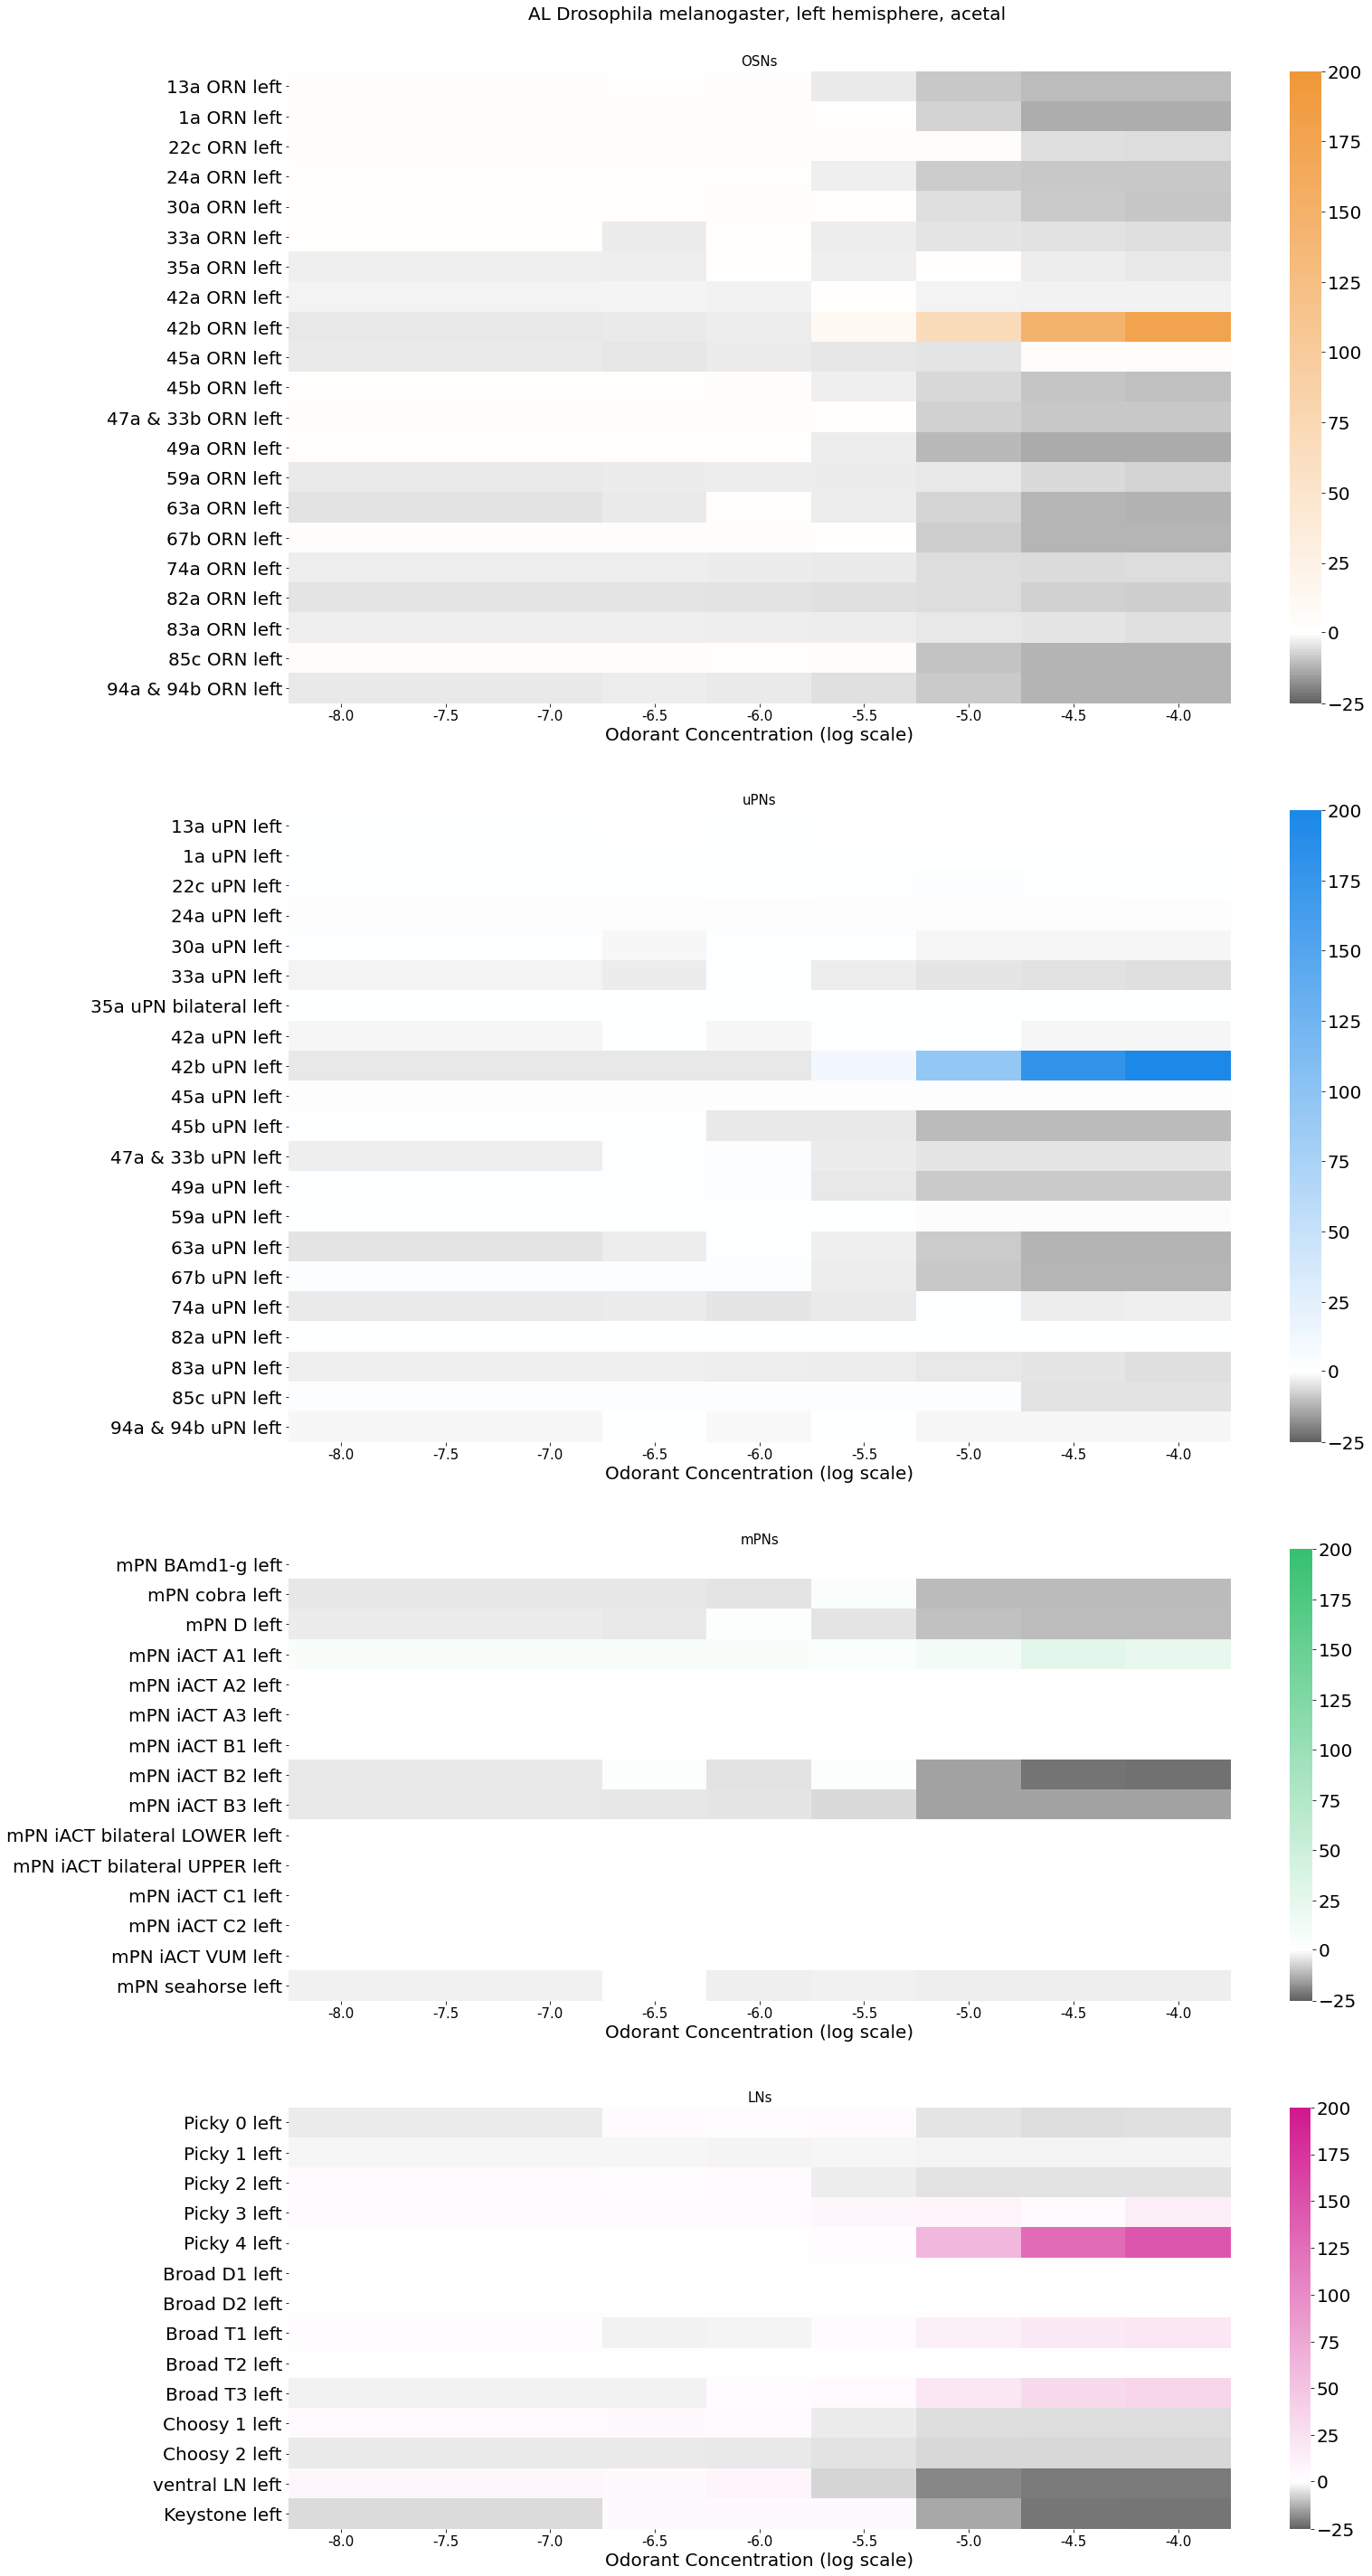 AL Drosophila melanogaster, left hemisphere, acetal
OSNs
13a ORN left
1a ORN left
22c ORN left
24a ORN left
30a ORN left
33a ORN left
35a ORN left
42a ORN left
42b ORN left
45a ORN left
45b ORN left
47a & 33b ORN left
49a ORN left
59a ORN left
63a ORN left
67b ORN left
74a ORN left
82a ORN left
83a ORN left
85c ORN left
94a & 94b ORN left
-8.0 -7.5 -7.0 -6.5 -6.0 -5.5 -5.0 -4.5 -4.0
Odorant Concentration (log scale)
200
175
150
125
100
75
50
25
0
−25
uPNs
13a uPN left
1a uPN left
22c uPN left
24a uPN left
30a uPN left
33a uPN left
35a uPN bilateral left
42a uPN left
42b uPN left
45a uPN left
45b uPN left
47a & 33b uPN left
49a uPN left
59a uPN left
63a uPN left
67b uPN left
74a uPN left
82a uPN left
83a uPN left
85c uPN left
94a & 94b uPN left
-8.0 -7.5 -7.0 -6.5 -6.0 -5.5 -5.0 -4.5 -4.0
Odorant Concentration (log scale)
200
175
150
125
100
75
50
25
0
−25
mPNs
mPN BAmd1-g left
mPN cobra left
mPN D left
mPN iACT A1 left
mPN iACT A2 left
mPN iACT A3 left
mPN iACT B1 left
mPN iACT B2 left
mPN iACT B3 left
mPN iACT bilateral LOWER left
mPN iACT bilateral UPPER left
mPN iACT C1 left
mPN iACT C2 left
mPN iACT VUM left
mPN seahorse left
-8.0 -7.5 -7.0 -6.5 -6.0 -5.5 -5.0 -4.5 -4.0
Odorant Concentration (log scale)
200
175
150
125
100
75
50
25
0
−25
LNs
Picky 0 left
Picky 1 left
Picky 2 left
Picky 3 left
Picky 4 left
Broad D1 left
Broad D2 left
Broad T1 left
Broad T2 left
Broad T3 left
Choosy 1 left
Choosy 2 left
ventral LN left
Keystone left
-8.0 -7.5 -7.0 -6.5 -6.0 -5.5 -5.0 -4.5 -4.0
Odorant Concentration (log scale)
200
175
150
125
100
75
50
25
0
−25